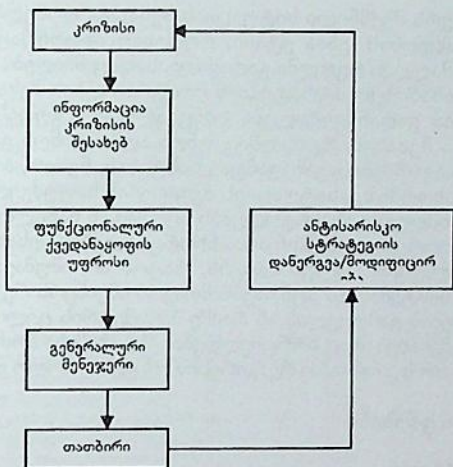 კრიზისი
ინფორმაცია
კრიზისის
შესახებ
ფუნქციონალური
ქვედანაყოფის
უფროსი
ანტისარისკო
სტრატეგიის
დანერგვა/მოდიფიცირ
ება
გენერალური
მენეჯერი
თათბირი